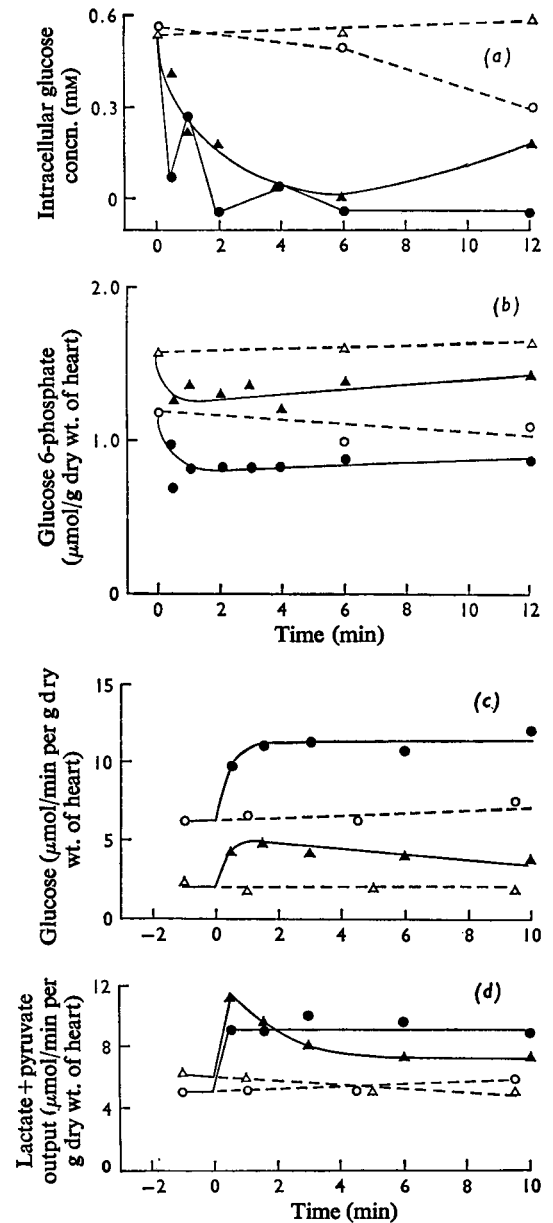 0.6
(a)
Intracellular glucose
concn. (mM)
0.3
0
0 2 4 6 8 10 12
2.0
(b)
Glucose 6-phosphate
(μmol/g dry wt. of heart)
1.0
0
0 2 4 6 8 10 12
Time (min)
15
(c)
Glucose (μmol/min per g dry
wt. of heart)
10
5
0
−2 0 2 4 6 8 10
12
(d)
Lactate + pyruvate
output (μmol/min per
g dry wt. of heart)
8
4
0
−2 0 2 4 6 8 10
Time (min)